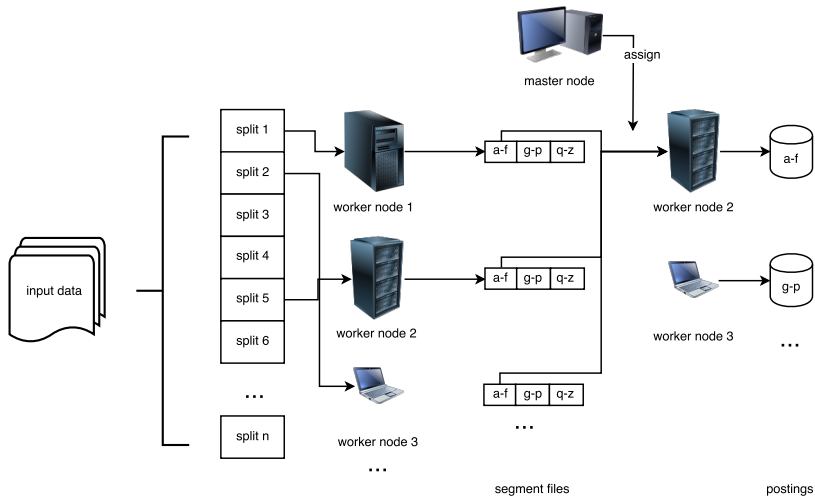 master node
assign
input data
split 1
split 2
split 3
split 4
split 5
split 6
...
split n
worker node 1
worker node 2
worker node 3
...
a-f g-p q-z
a-f g-p q-z
a-f g-p q-z
...
segment files
worker node 2
worker node 3
a-f
g-p
...
postings